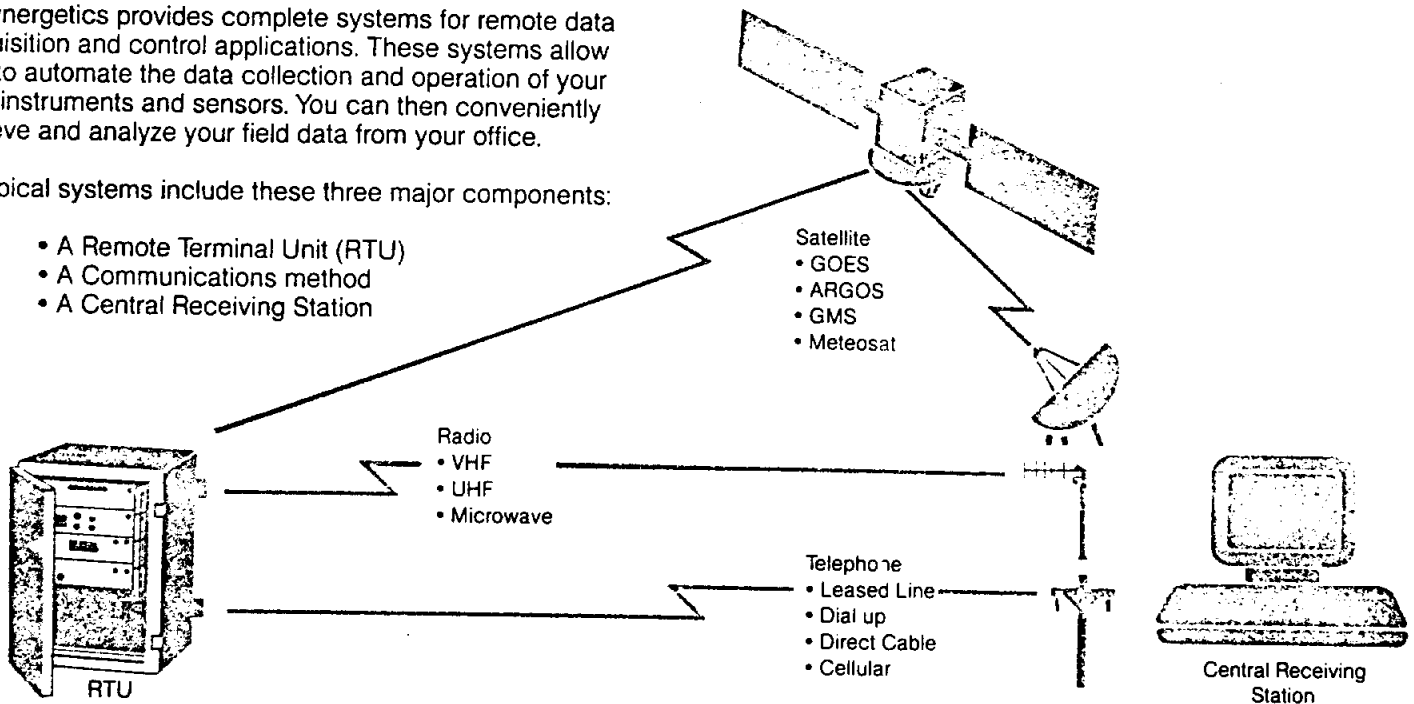 nergetics provides complete systems for remote data
isition and control applications. These systems allow
to automate the data collection and operation of your
instruments and sensors. You can then conveniently
eve and analyze your field data from your office.
pical systems include these three major components:
• A Remote Terminal Unit (RTU)
• A Communications method
• A Central Receiving Station
Satellite
• GOES
• ARGOS
• GMS
• Meteosat
Radio
• VHF
• UHF
• Microwave
Telephone
• Leased Line
• Dial up
• Direct Cable
• Cellular
RTU
Central Receiving
Station